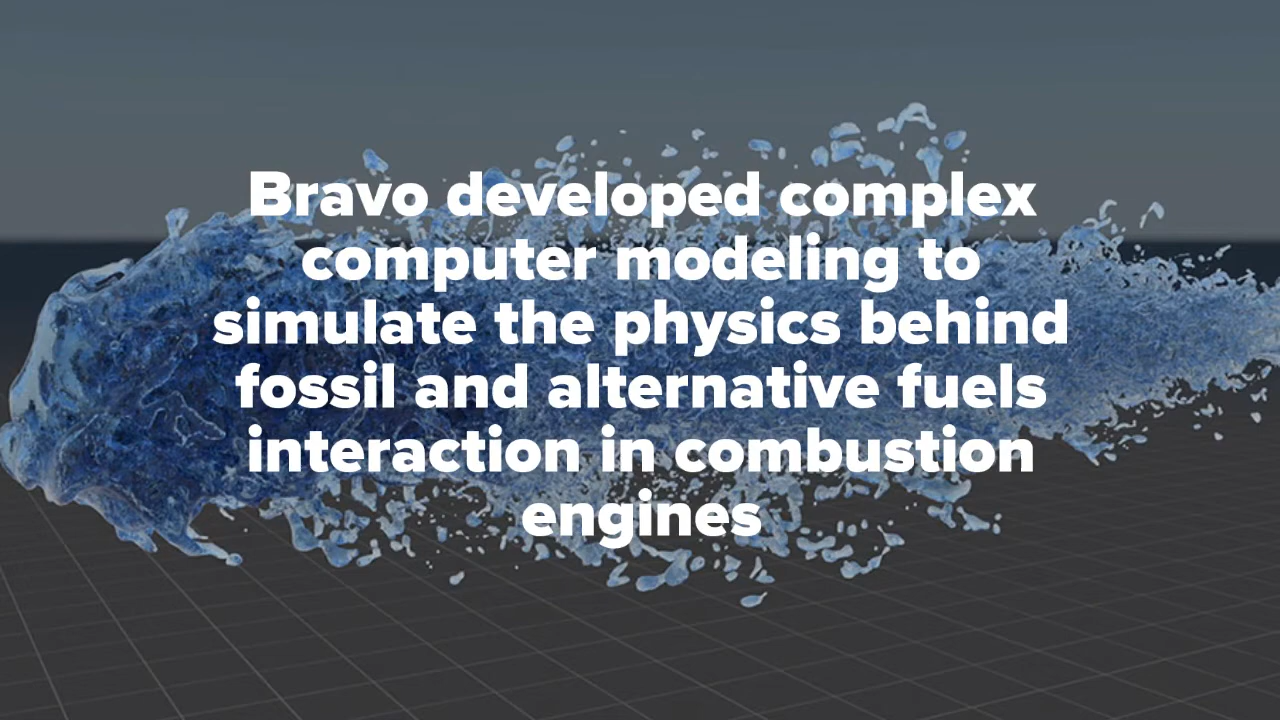 Bravo developed complex
computer modeling to
simulate the physics behind
fossil and alternative fuels
interaction in combustion
engines